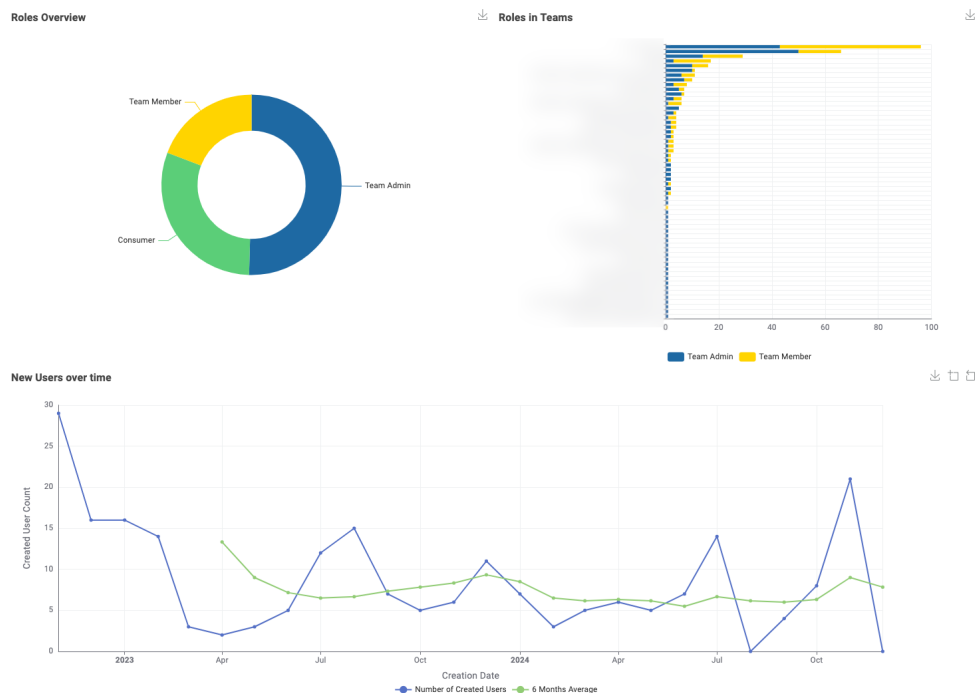 Roles Overview
Team Member
Team Admin
Consumer
Roles in Teams
0 20 40 60 80 100
Team Admin Team Member
New Users over time
Created User Count
30
25
20
15
10
5
0
2023 Apr Jul Oct 2024 Apr Jul Oct
Creation Date
Number of Created Users 6 Months Average